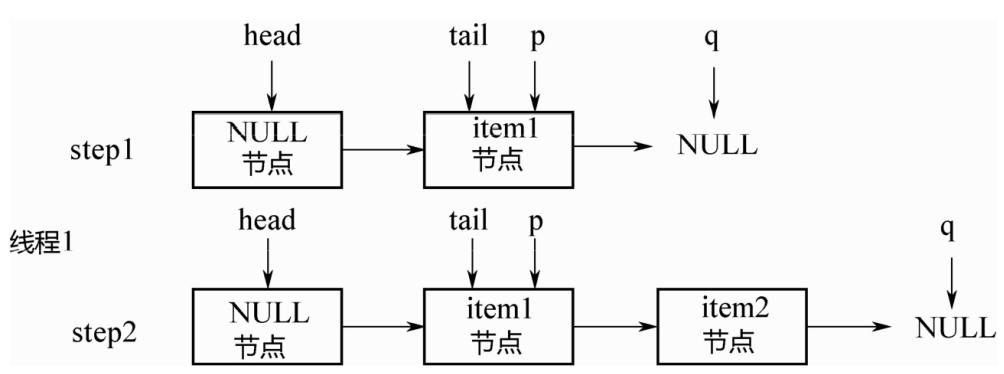 head tail p q
step1 NULL 节点 item1 节点 NULL
线程1
head tail p q
step2 NULL 节点 item1 节点 item2 节点 NULL